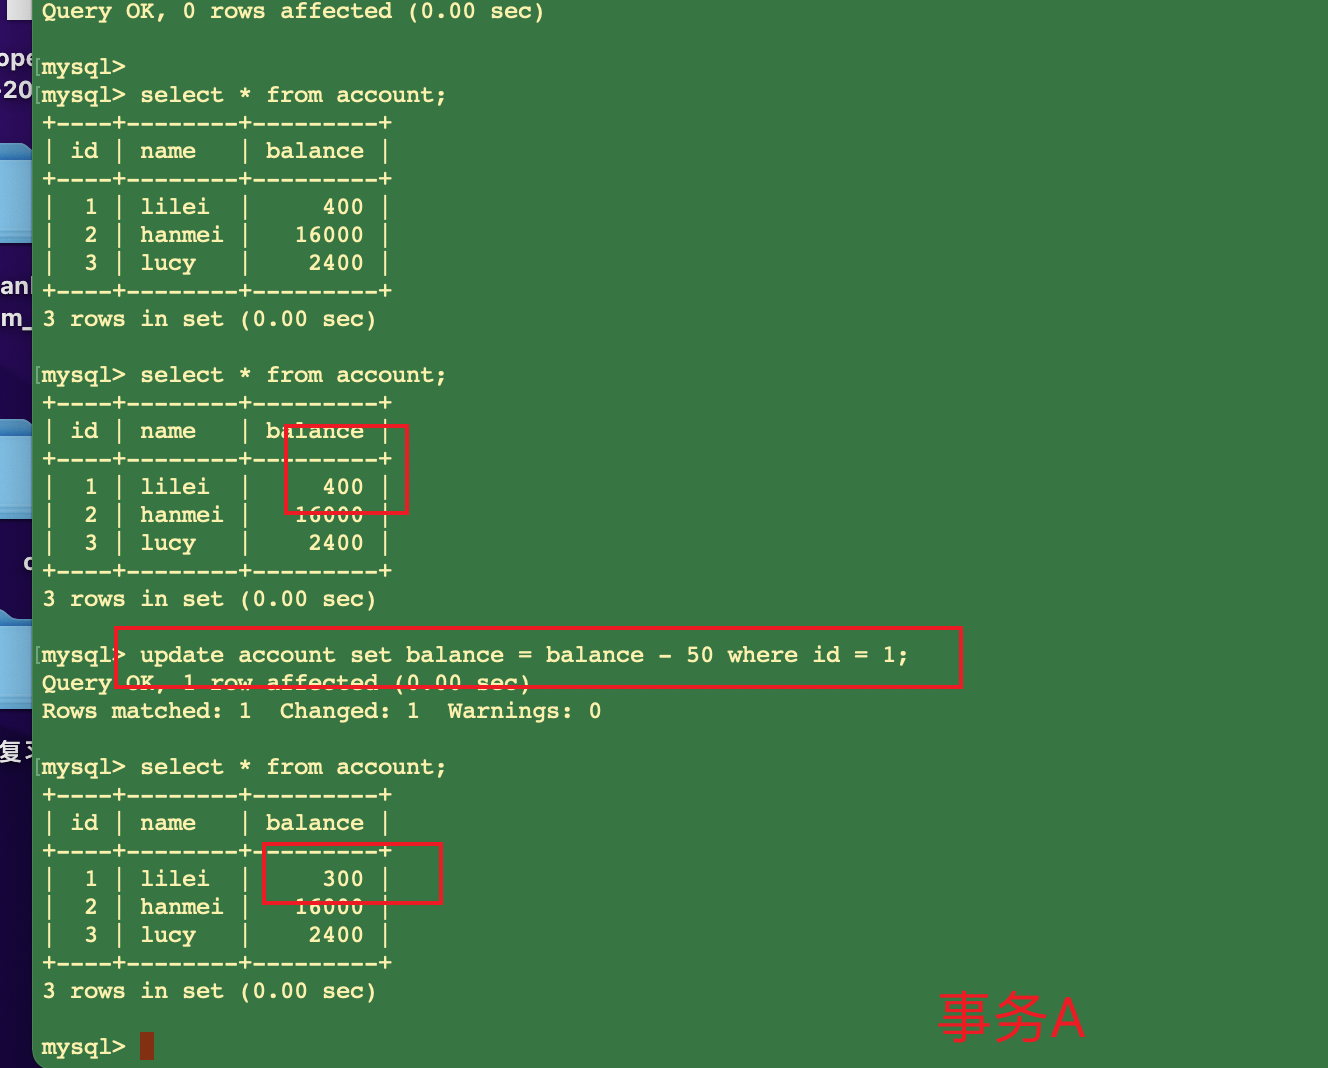 Query OK, 0 rows affected (0.00 sec)
mysql>
mysql> select * from account;
+----+--------+---------+
| id | name   | balance |
+----+--------+---------+
|  1 | lilei  |     400 |
|  2 | hanmei |   16000 |
|  3 | lucy   |    2400 |
+----+--------+---------+
3 rows in set (0.00 sec)
mysql> select * from account;
+----+--------+---------+
| id | name   | balance |
+----+--------+---------+
|  1 | lilei  |     400 |
|  2 | hanmei |   16000 |
|  3 | lucy   |    2400 |
+----+--------+---------+
3 rows in set (0.00 sec)
mysql> update account set balance = balance - 50 where id = 1;
Query OK, 1 row affected (0.00 sec)
Rows matched: 1  Changed: 1  Warnings: 0
mysql> select * from account;
+----+--------+---------+
| id | name   | balance |
+----+--------+---------+
|  1 | lilei  |     300 |
|  2 | hanmei |   16000 |
|  3 | lucy   |    2400 |
+----+--------+---------+
3 rows in set (0.00 sec)
mysql>
事务A